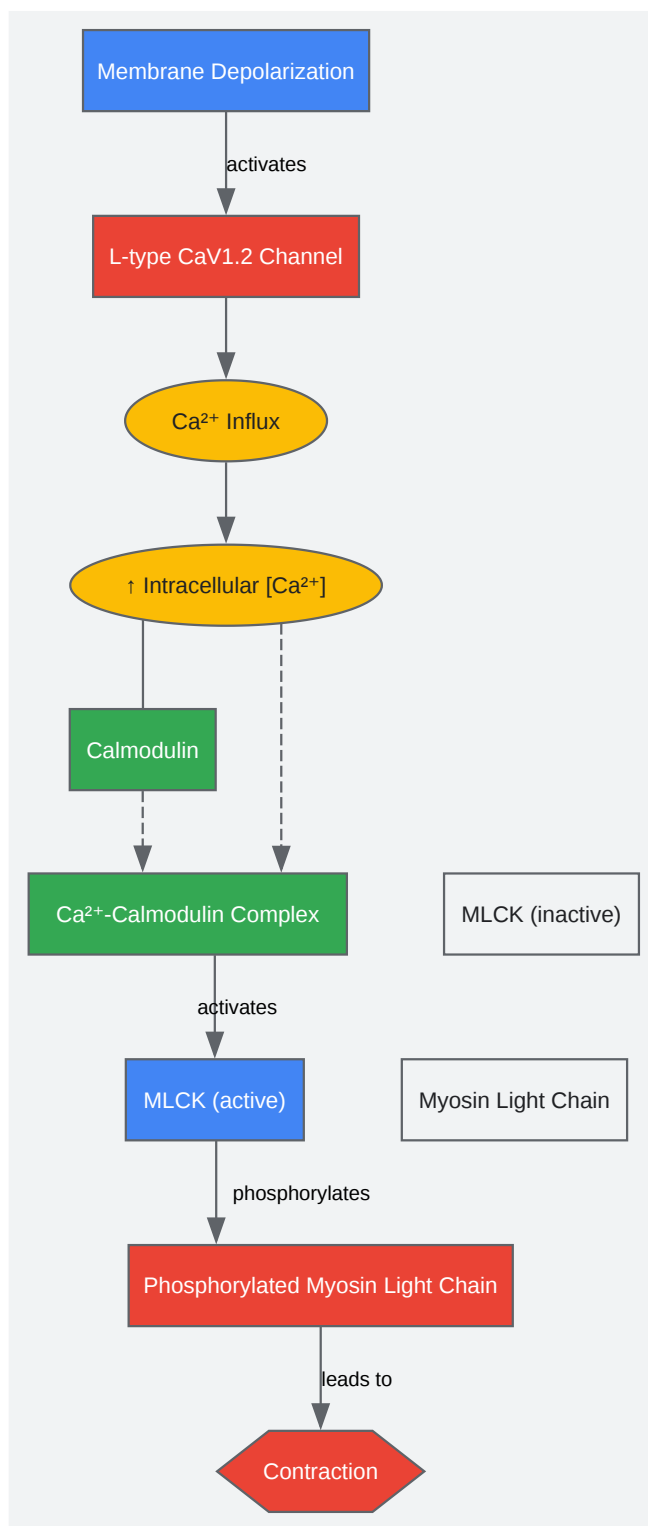 Membrane Depolarization
activates
L-type CaV1.2 Channel
Ca²⁺ Influx
↑ Intracellular [Ca²⁺]
Calmodulin
Ca²⁺-Calmodulin Complex
MLCK (inactive)
activates
MLCK (active)
Myosin Light Chain
phosphorylates
Phosphorylated Myosin Light Chain
leads to
Contraction